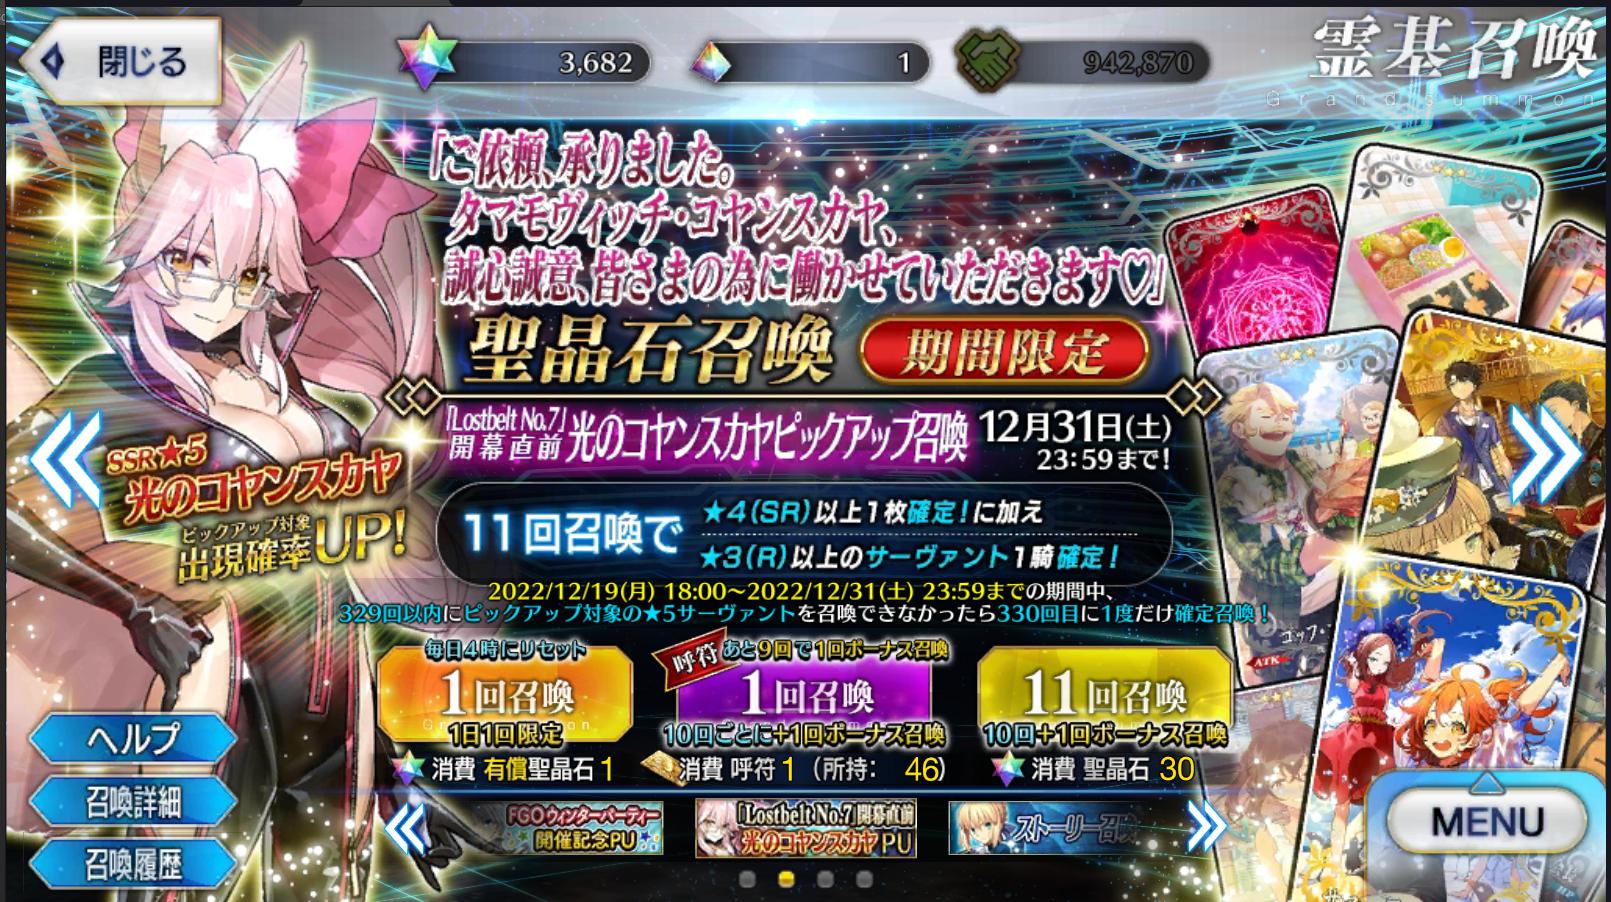 閉じる
3,682
1
942,870
霊基召喚
Grand summon
「ご依頼、承りました。
タマモヴィッチ・コヤンスカヤ、
誠心誠意、皆さまの為に働かせていただきます♡」
聖晶石召喚
期間限定
「Lostbelt No.7」
開幕直前
光のコヤンスカヤピックアップ召喚
12月31日(土)
23:59まで!
SSR★5
光のコヤンスカヤ
ピックアップ対象
出現確率UP!
11回召喚で
★4(SR)以上1枚確定!に加え
★3(R)以上のサーヴァント1騎確定!
2022/12/19(月) 18:00～2022/12/31(土) 23:59までの期間中、
329回以内にピックアップ対象の★5サーヴァントを召喚できなかったら330回目に1度だけ確定召喚!
毎日4時にリセット
1回召喚
1日1回限定
消費 有償聖晶石 1
呼符
あと9回で1回ボーナス召喚
1回召喚
10回ごとに+1回ボーナス召喚
消費 呼符 1 (所持: 46)
11回召喚
10回+1回ボーナス召喚
消費 聖晶石 30
ヘルプ
召喚詳細
召喚履歴
FGOウィンターパーティー
開催記念PU
「Lostbelt No.7」開幕直前
光のコヤンスカヤPU
ストーリー召喚
ATK
MENU